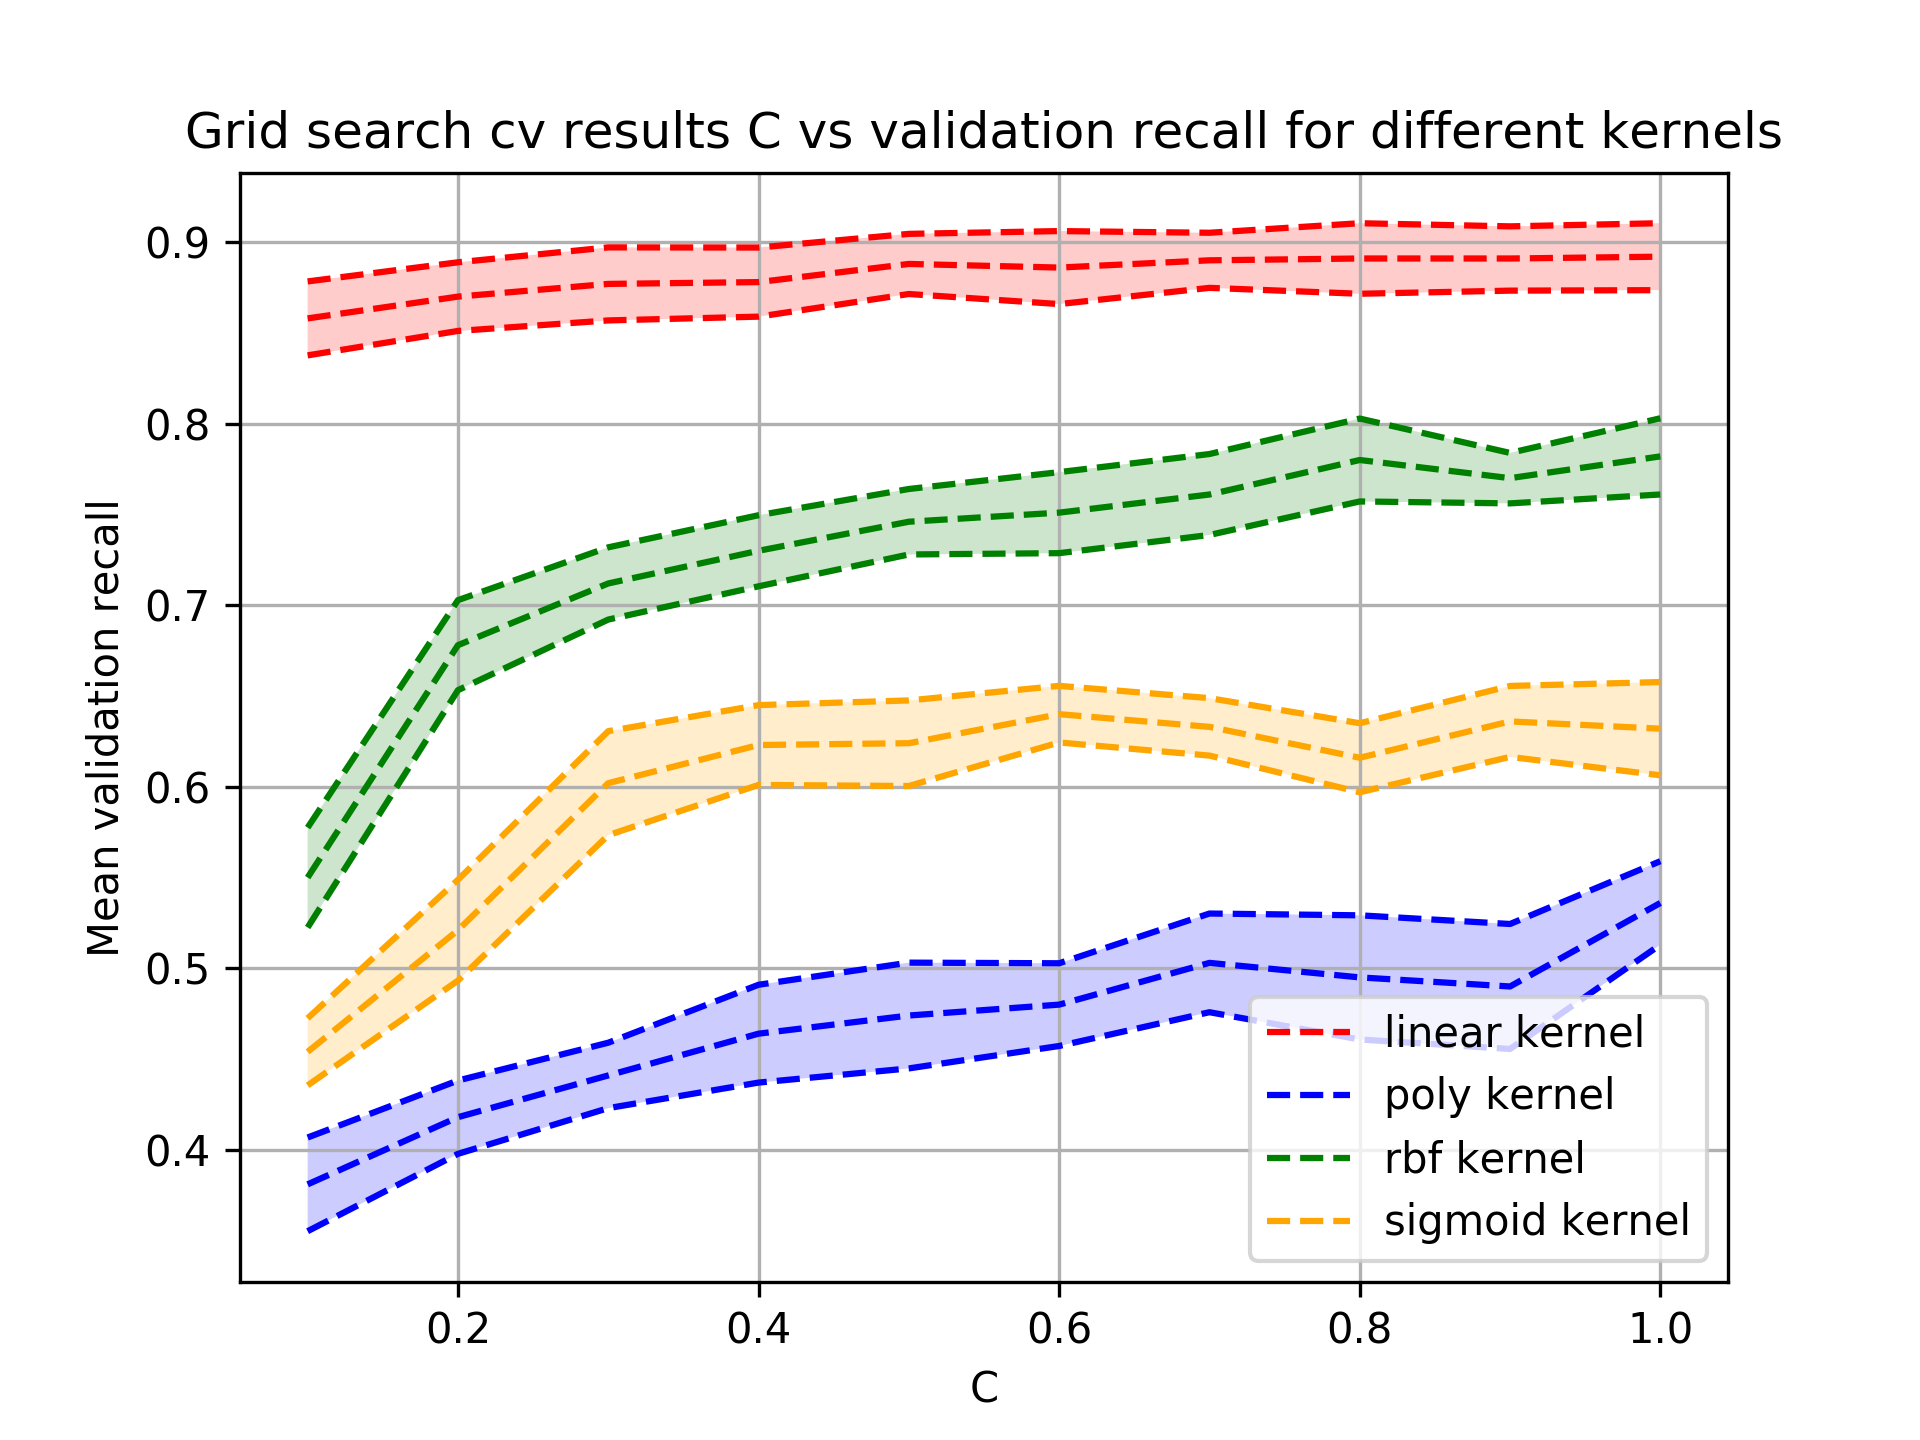 Grid search cv results C vs validation recall for different kernels
Mean validation recall
0.9
0.8
0.7
0.6
0.5
0.4
linear kernel
poly kernel
rbf kernel
sigmoid kernel
0.2 0.4 0.6 0.8 1.0
C